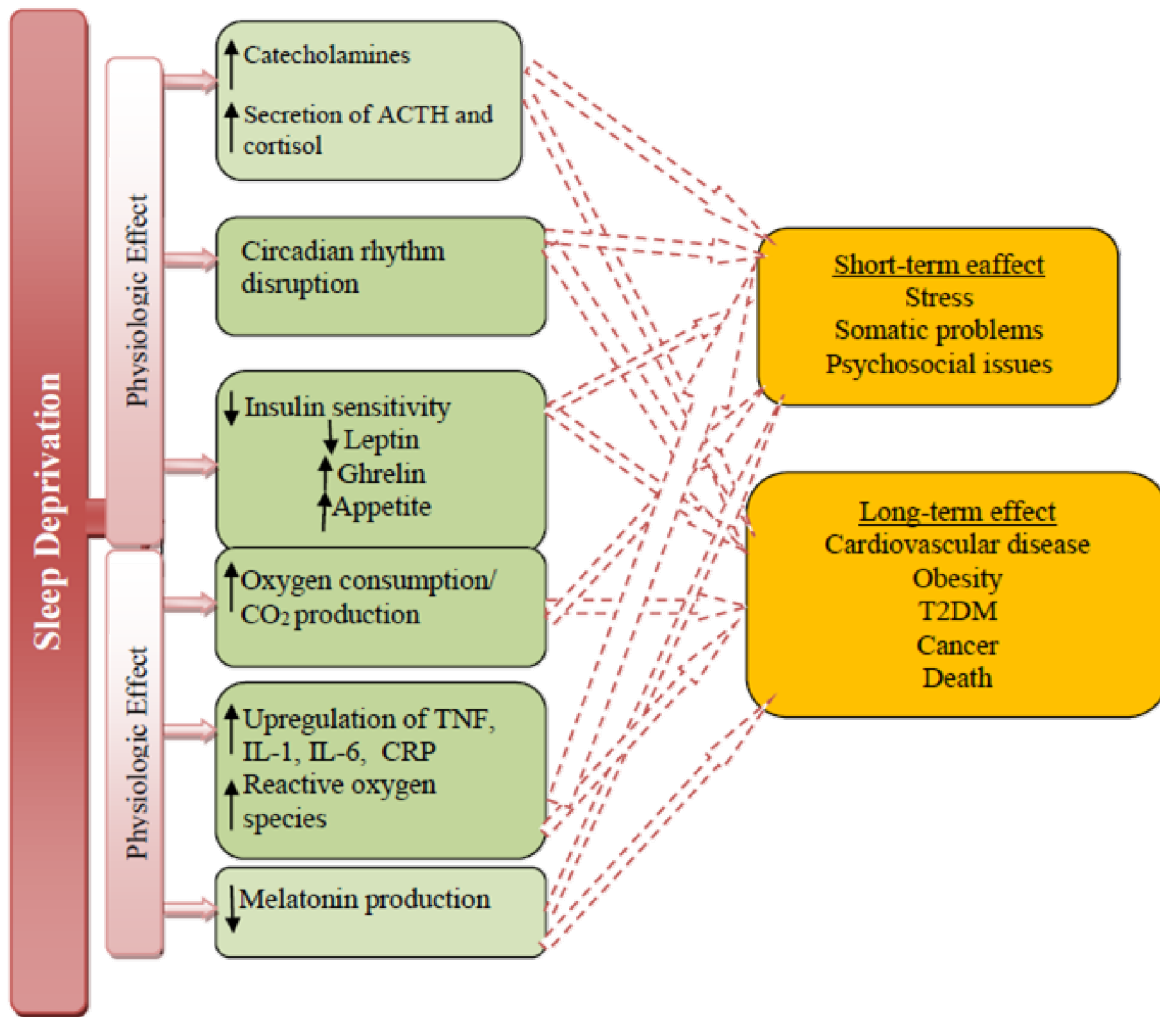 Sleep Deprivation
Physiologic Effect
Catecholamines
Secretion of ACTH and
cortisol
Circadian rhythm
disruption
Insulin sensitivity
Leptin
Ghrelin
Appetite
Physiologic Effect
Oxygen consumption/
CO₂ production
Upregulation of TNF,
IL-1, IL-6, CRP
Reactive oxygen
species
Melatonin production
Short-term eaffect
Stress
Somatic problems
Psychosocial issues
Long-term effect
Cardiovascular disease
Obesity
T2DM
Cancer
Death